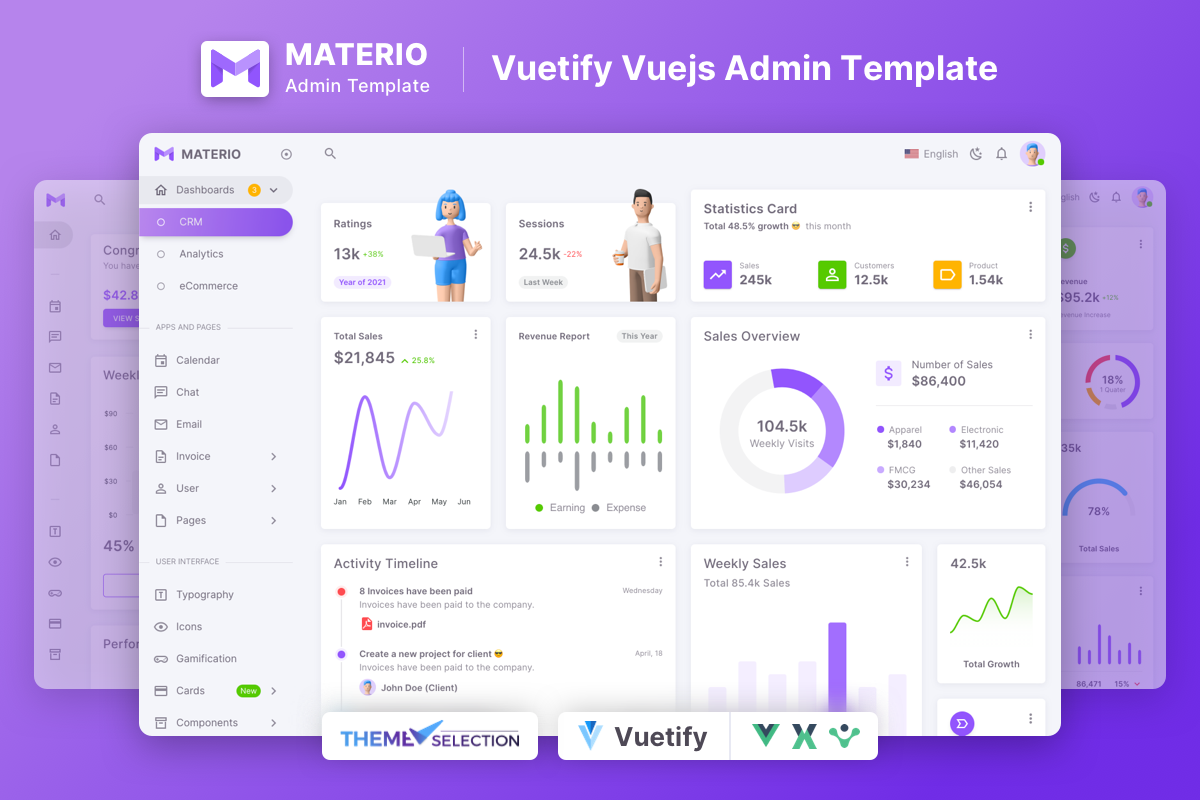 MATERIO
Admin Template
Vuetify Vuejs Admin Template
MATERIO
English
Dashboards 3
CRM
Analytics
eCommerce
APPS AND PAGES
Calendar
Chat
Email
Invoice
User
Pages
USER INTERFACE
Typography
Icons
Gamification
Cards New
Components
Ratings
13k +38%
Year of 2021
Sessions
24.5k -22%
Last Week
Statistics Card
Total 48.5% growth 😎 this month
Sales
245k
Customers
12.5k
Product
1.54k
Total Sales
$21,845 25.8%
Jan Feb Mar Apr May Jun
Revenue Report This Year
Earning Expense
Sales Overview
104.5k
Weekly Visits
$
Number of Sales
$86,400
Apparel
$1,840
Electronic
$11,420
FMCG
$30,234
Other Sales
$46,054
Activity Timeline
8 Invoices have been paid Wednesday
Invoices have been paid to the company.
invoice.pdf
Create a new project for client 😎 April, 18
Invoices have been paid to the company.
John Doe (Client)
Weekly Sales
Total 85.4k Sales
42.5k
Total Growth
Congr
You have
$42.8
VIEW S
Weekl
$90
$60
$30
$0
45%
Perfor
glish
$
evenue
$95.2k +12%
evenue Increase
18%
1 Quater
35k
78%
Total Sales
86,471 15%
THEME SELECTION
Vuetify